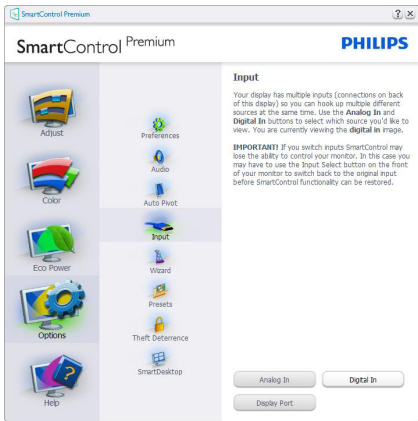 SmartControl Premium
SmartControl Premium
PHILIPS
Adjust
Color
Eco Power
Options
Help
Preferences
Audio
Auto Pivot
Input
Wizard
Presets
Theft Deterrence
SmartDesktop
Input
Your display has multiple inputs (connections on back
of this display) so you can hook up multiple different
sources at the same time. Use the Analog In and
Digital In buttons to select which source you'd like to
view. You are currently viewing the digital in image.
IMPORTANT! If you switch inputs SmartControl may
lose the ability to control your monitor. In this case you
may have to use the Input Select button on the front
of your monitor to switch back to the original input
before SmartControl functionality can be restored.
Analog In
Digital In
Display Port